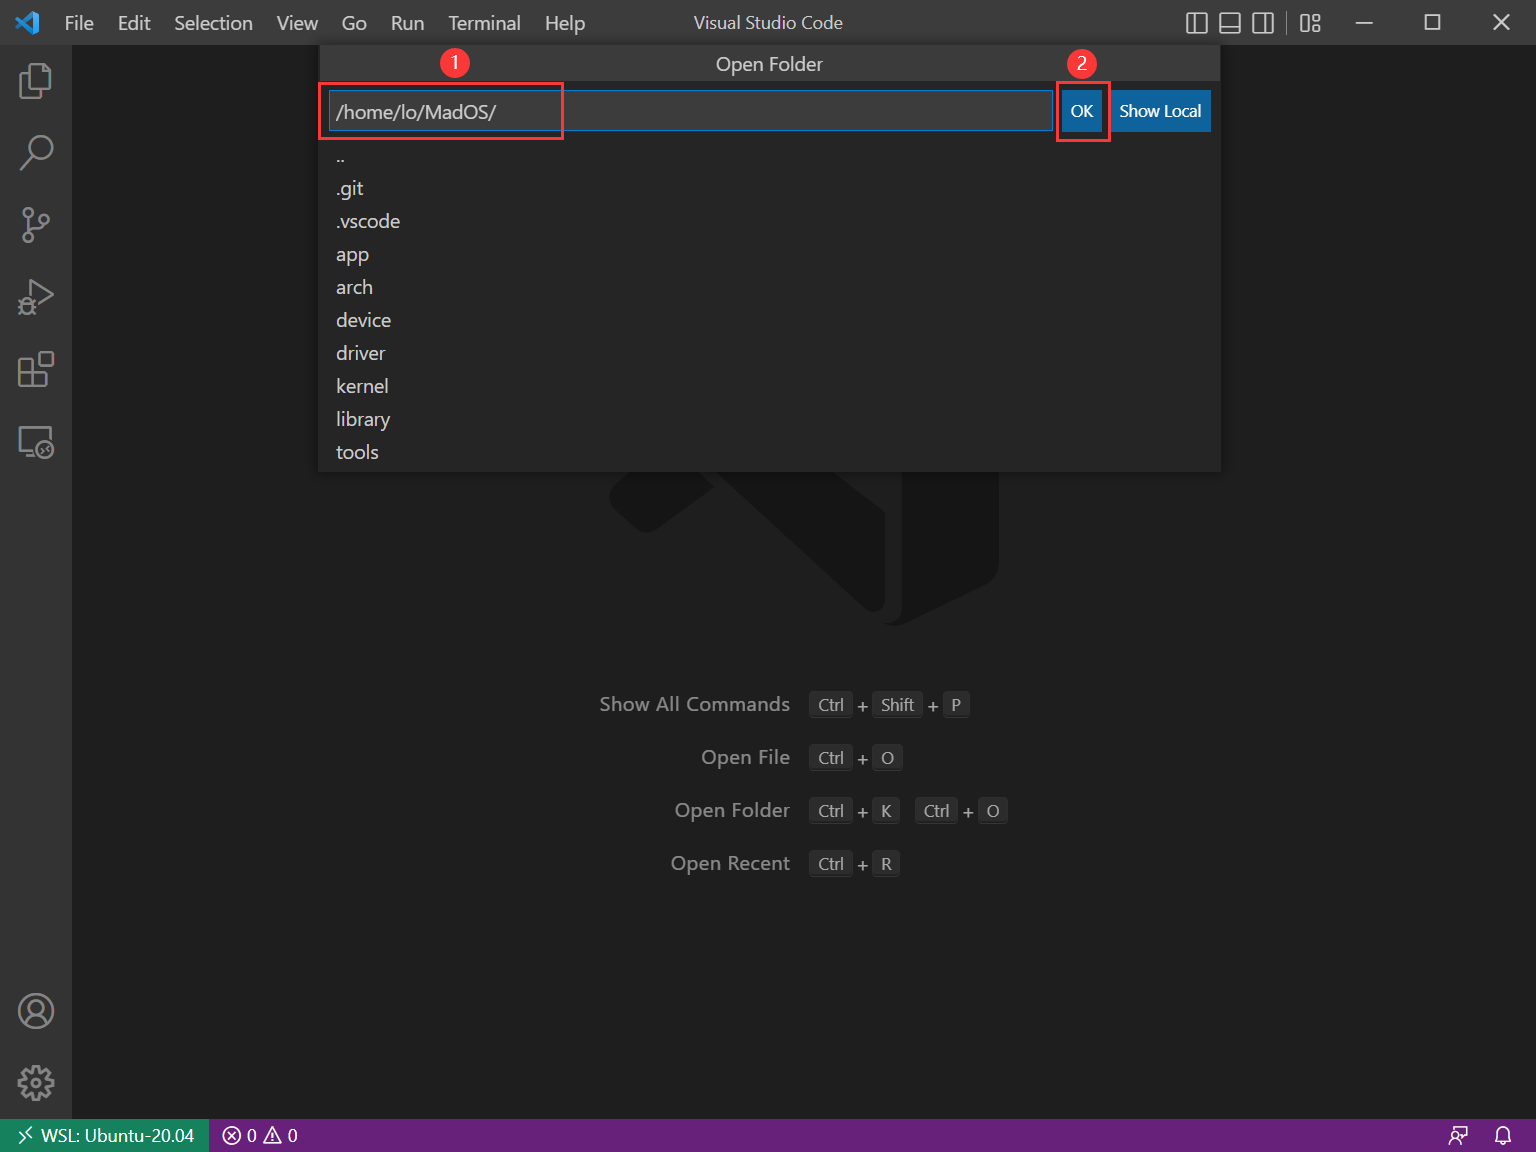 File Edit Selection View Go Run Terminal Help Visual Studio Code
1 Open Folder 2
/home/lo/MadOS/ OK Show Local
..
.git
.vscode
app
arch
device
driver
kernel
library
tools
Show All Commands Ctrl + Shift + P
Open File Ctrl + O
Open Folder Ctrl + K Ctrl + O
Open Recent Ctrl + R
WSL: Ubuntu-20.04 0 0